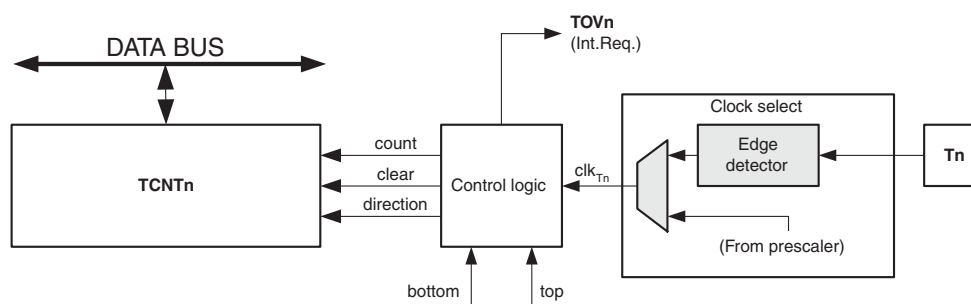 TOVn
(Int.Req.)
DATA BUS
Clock select
count
Edge
detector
Tn
TCNTn
clear
Control logic
clkTn
direction
(From prescaler)
bottom
top